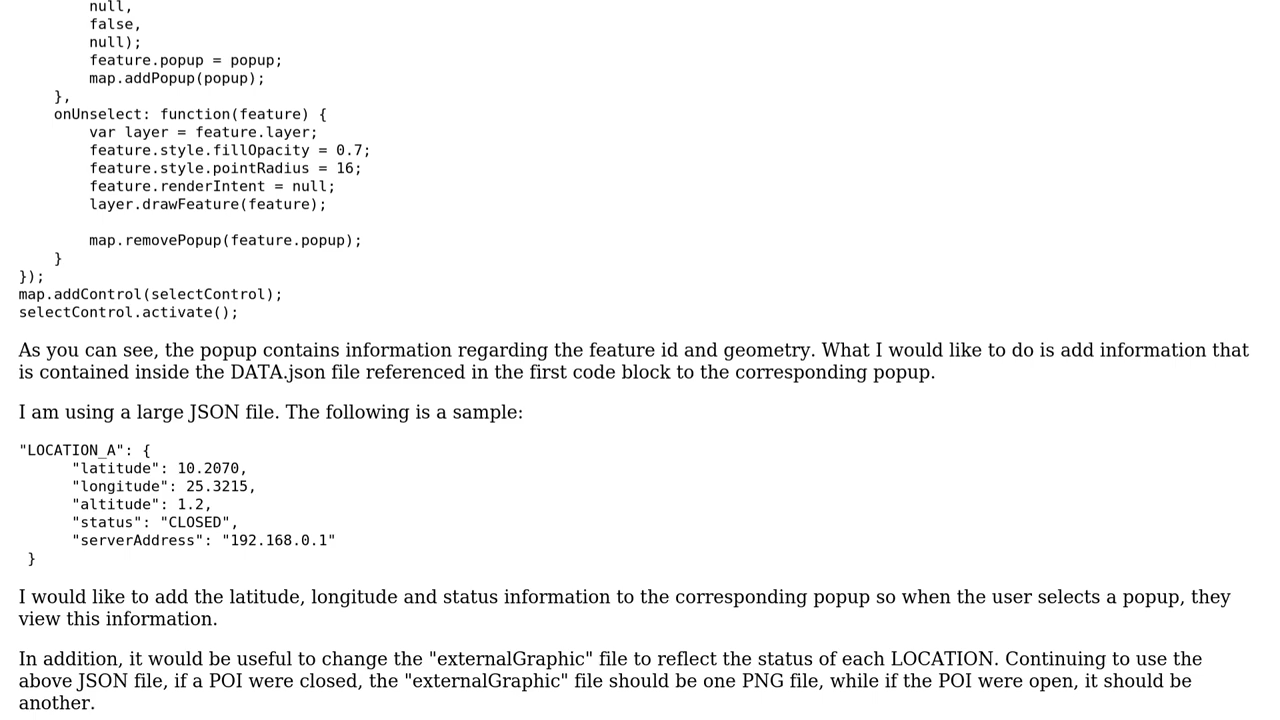 null,
        false,
        null);
        feature.popup = popup;
        map.addPopup(popup);
    },
    onUnselect: function(feature) {
        var layer = feature.layer;
        feature.style.fillOpacity = 0.7;
        feature.style.pointRadius = 16;
        feature.renderIntent = null;
        layer.drawFeature(feature);

        map.removePopup(feature.popup);
    }
});
map.addControl(selectControl);
selectControl.activate();
As you can see, the popup contains information regarding the feature id and geometry. What I would like to do is add information that
is contained inside the DATA.json file referenced in the first code block to the corresponding popup.
I am using a large JSON file. The following is a sample:
"LOCATION_A": {
      "latitude": 10.2070,
      "longitude": 25.3215,
      "altitude": 1.2,
      "status": "CLOSED",
      "serverAddress": "192.168.0.1"
 }
I would like to add the latitude, longitude and status information to the corresponding popup so when the user selects a popup, they
view this information.
In addition, it would be useful to change the "externalGraphic" file to reflect the status of each LOCATION. Continuing to use the
above JSON file, if a POI were closed, the "externalGraphic" file should be one PNG file, while if the POI were open, it should be
another.